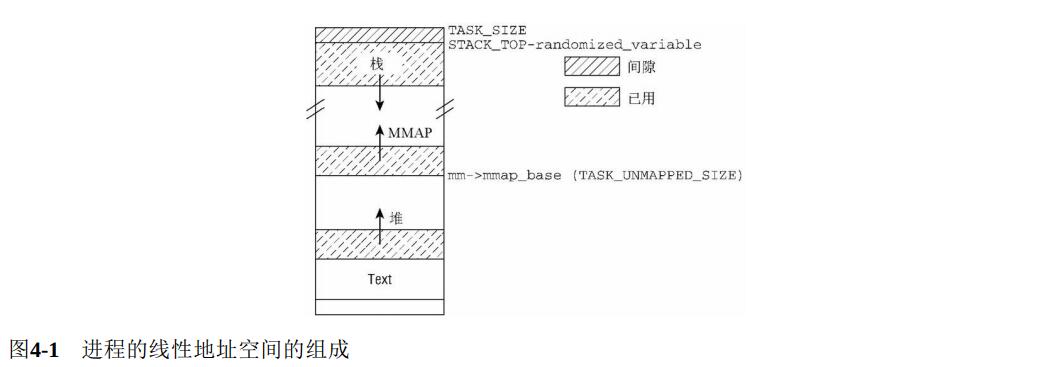 TASK_SIZE
STACK_TOP-randomized_variable
栈
间隙
已用
MMAP
mm->mmap_base (TASK_UNMAPPED_SIZE)
堆
Text
图4-1 进程的线性地址空间的组成